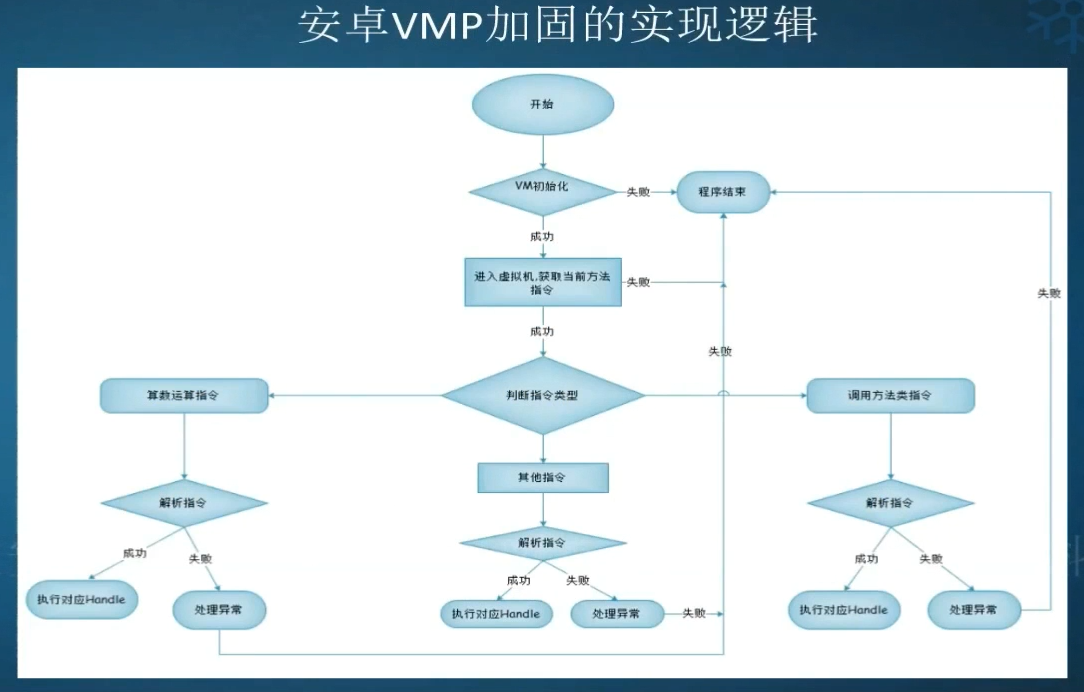 安卓VMP加固的实现逻辑
开始
VM初始化
失败
程序结束
成功
进入虚拟机,获取当前方法
指令
失败
失败
成功
失败
算数运算指令
判断指令类型
调用方法类指令
其他指令
解析指令
解析指令
解析指令
成功
失败
成功
失败
成功
失败
执行对应Handle
处理异常
执行对应Handle
处理异常
失败
执行对应Handle
处理异常